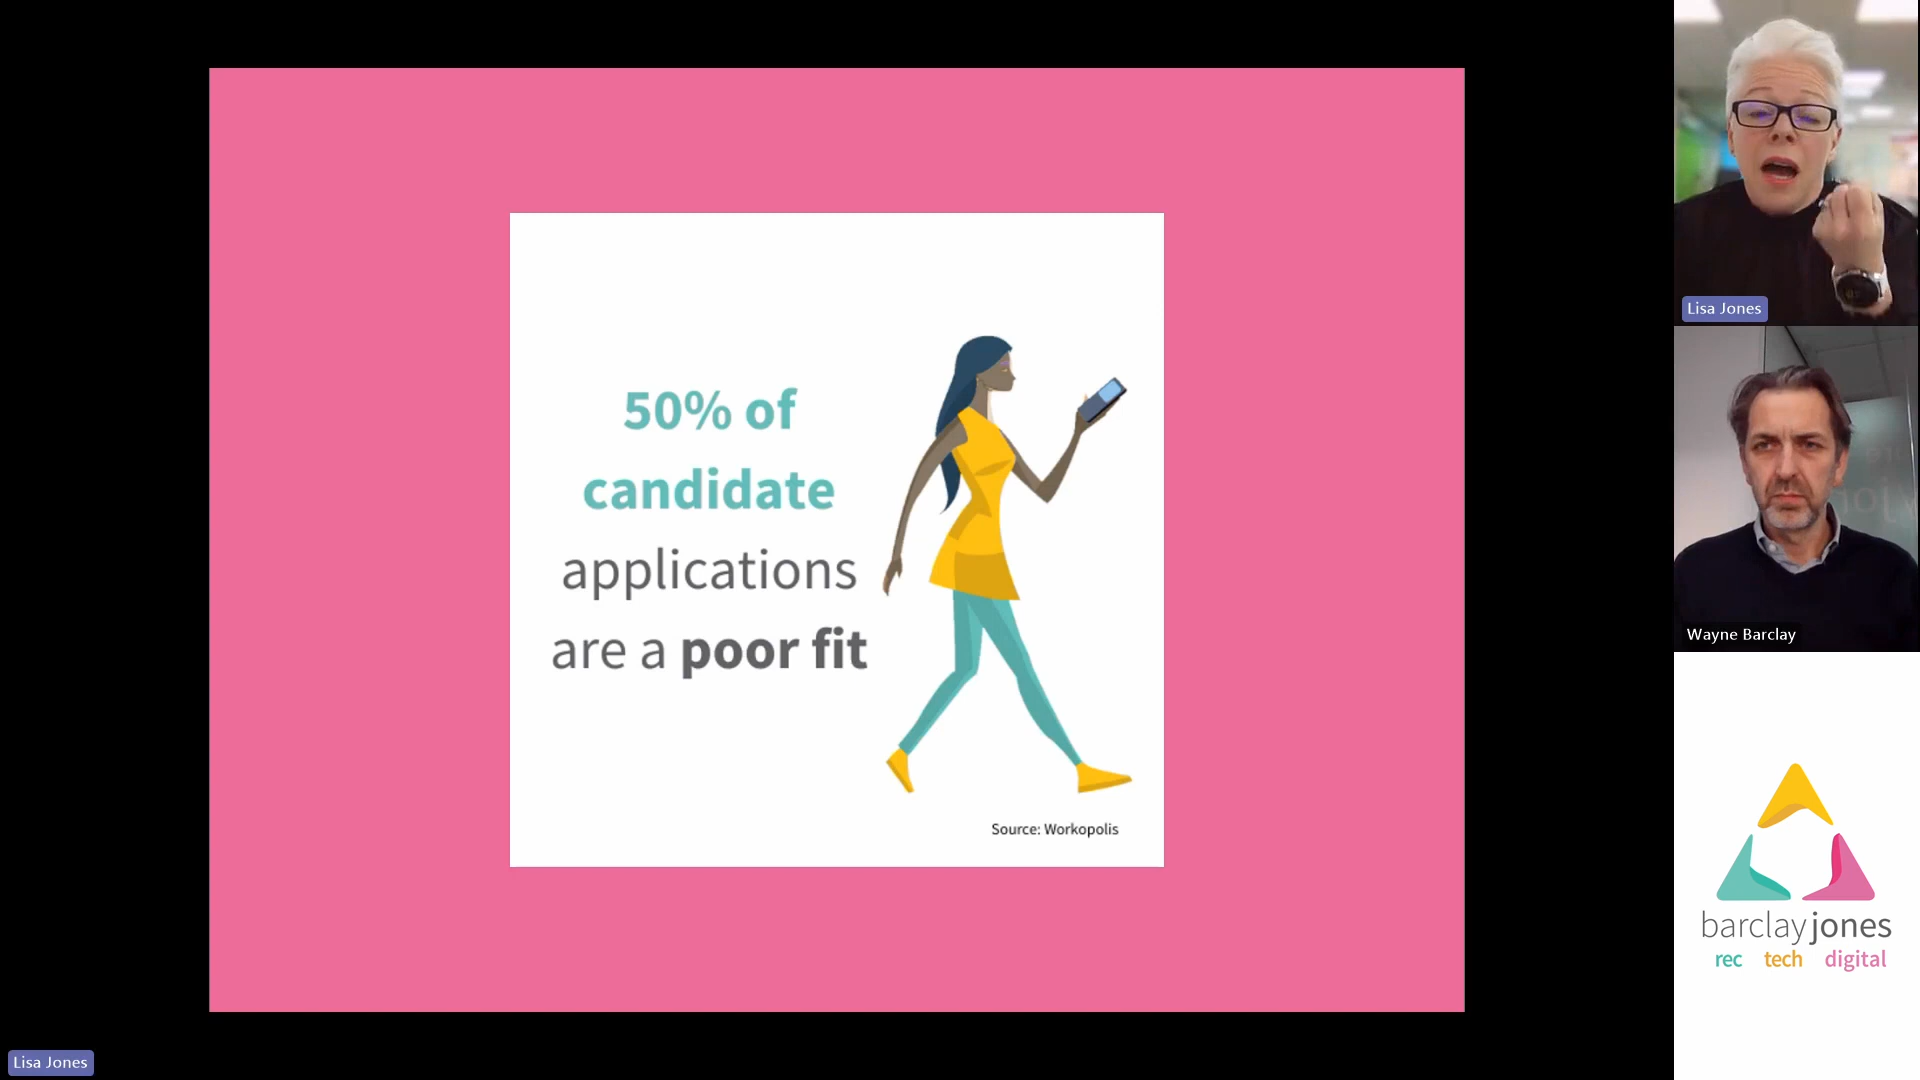 50% of
candidate
applications
are a poor fit
Source: Workopolis
Lisa Jones
Lisa Jones
Wayne Barclay
barclayjones
rec tech digital